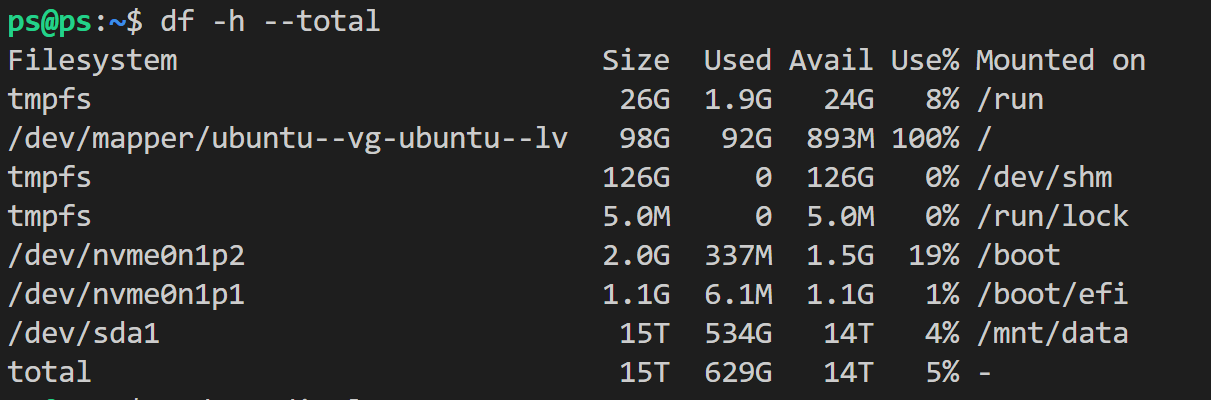 ps@ps:~$ df -h --total
Filesystem Size Used Avail Use% Mounted on
tmpfs 26G 1.9G 24G 8% /run
/dev/mapper/ubuntu--vg-ubuntu--lv 98G 92G 893M 100% /
tmpfs 126G 0 126G 0% /dev/shm
tmpfs 5.0M 0 5.0M 0% /run/lock
/dev/nvme0n1p2 2.0G 337M 1.5G 19% /boot
/dev/nvme0n1p1 1.1G 6.1M 1.1G 1% /boot/efi
/dev/sda1 15T 534G 14T 4% /mnt/data
total 15T 629G 14T 5% -